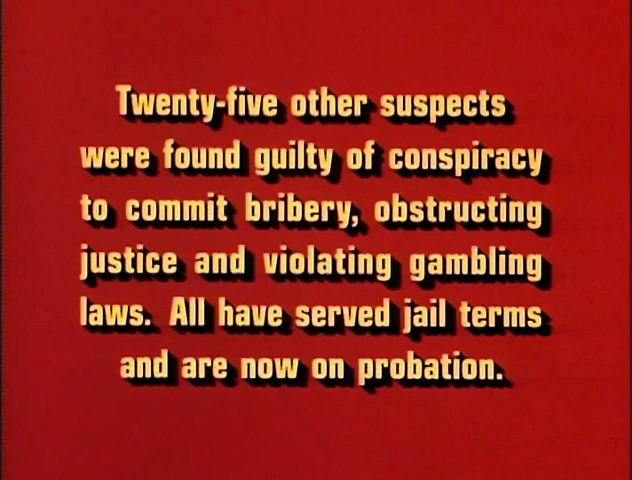 Twenty-five other suspects
were found guilty of conspiracy
to commit bribery, obstructing
justice and violating gambling
laws. All have served jail terms
and are now on probation.